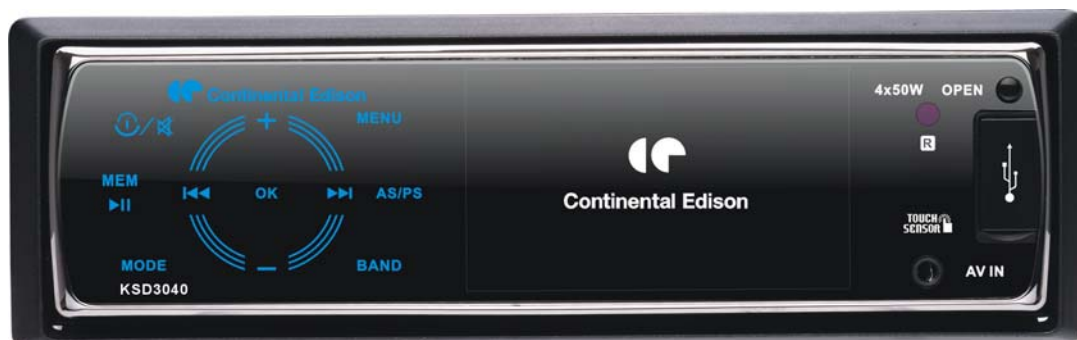 Continental Edison
MENU
MEM
OK
AS/PS
MODE
BAND
KSD3040
Continental Edison
4x50W OPEN
R
TOUCH
SENSOR
AV IN